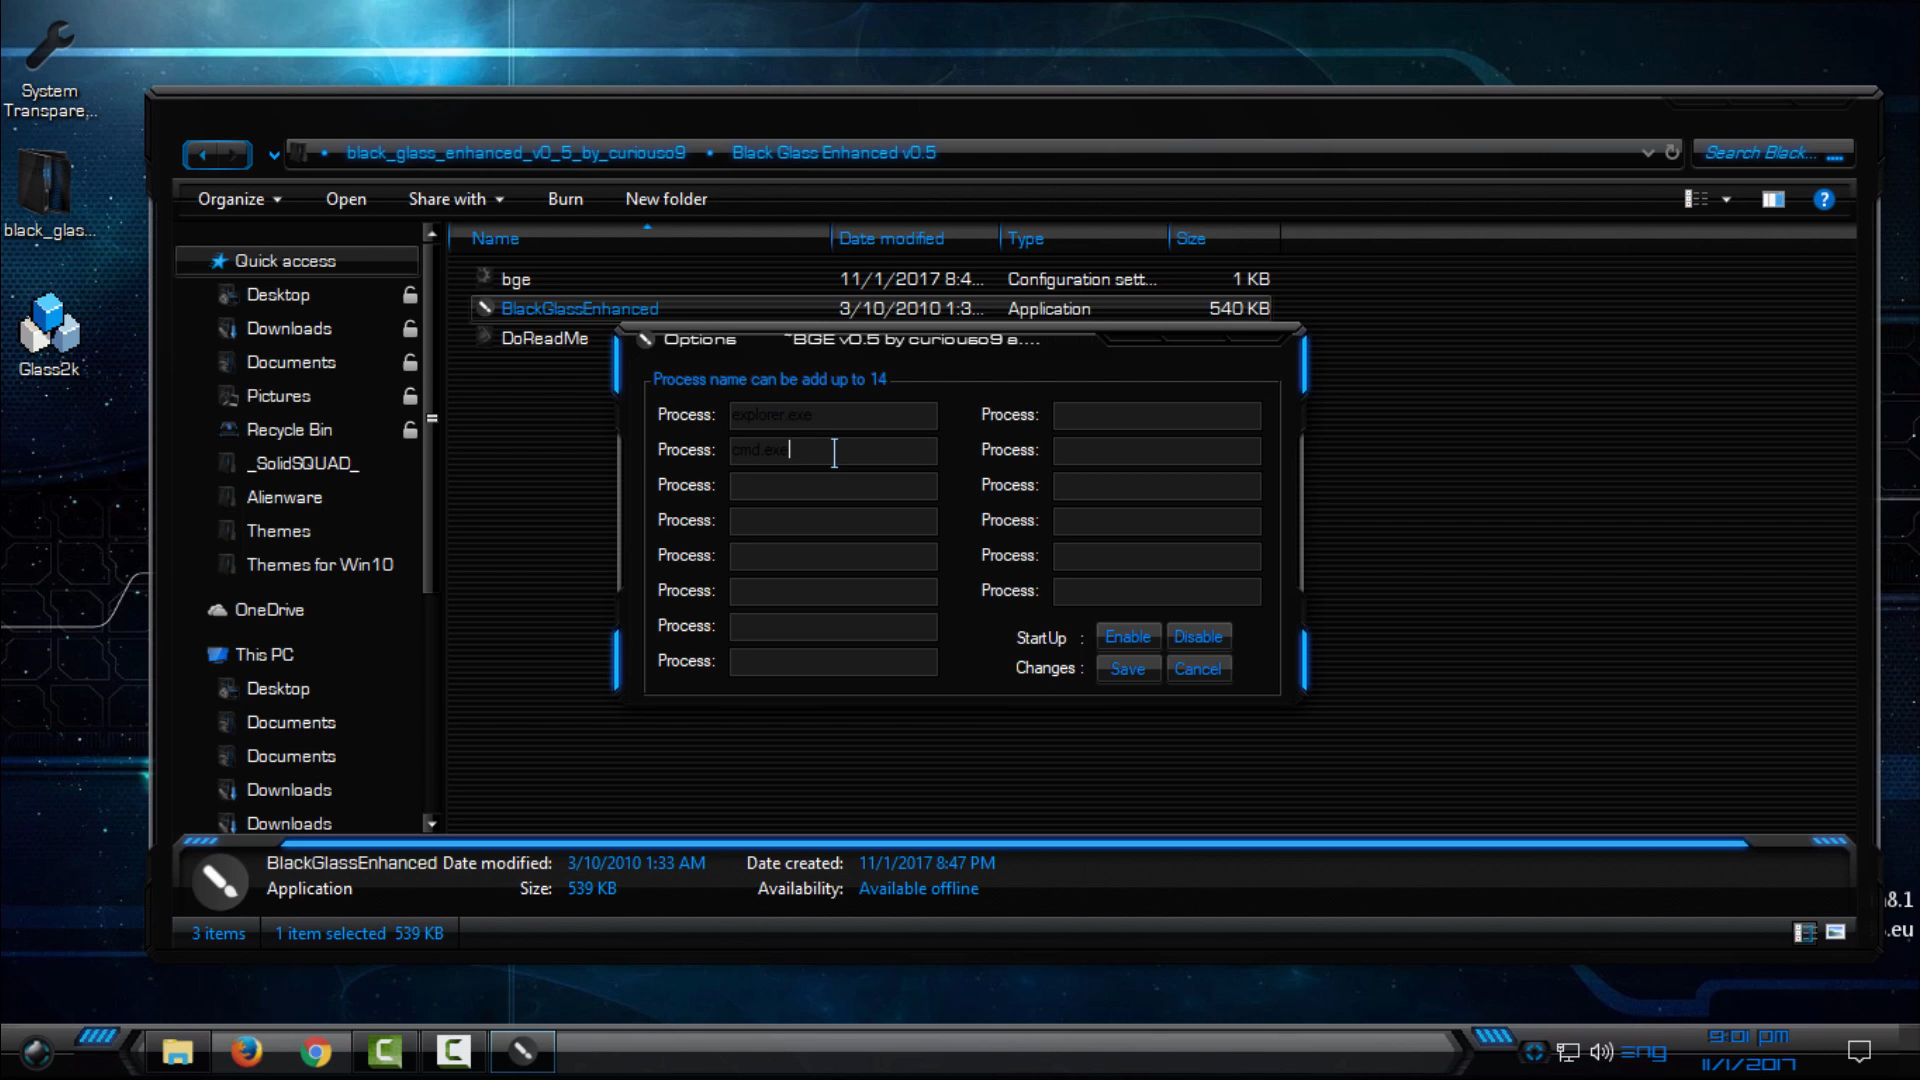 System
Transpare,..
black_glas...
Glass2k
black_glass_enhanced_v0_5_by_curiouso9 • Black Glass Enhanced v0.5
Search Black...
Organize Open Share with Burn New folder
?
Name Date modified Type Size
bge 11/1/2017 8:4... Configuration sett... 1 KB
BlackGlassEnhanced 3/10/2010 1:3... Application 540 KB
DoReadMe
Quick access
Desktop
Downloads
Documents
Pictures
Recycle Bin
_SolidSQUAD_
Alienware
Themes
Themes for Win10
OneDrive
This PC
Desktop
Documents
Documents
Downloads
Downloads
Options ~BGE v0.5 by curiouso9 a....
Process name can be add up to 14
Process: explorer.exe Process:
Process: cmd.exe Process:
Process: Process:
Process: Process:
Process: Process:
Process: Process:
Process:
Process:
StartUp : Enable Disable
Changes : Save Cancel
BlackGlassEnhanced Date modified: 3/10/2010 1:33 AM Date created: 11/1/2017 8:47 PM
Application Size: 539 KB Availability: Available offline
3 items 1 item selected 539 KB
8.1
.eu
eng
9:01 pm
11/1/2017